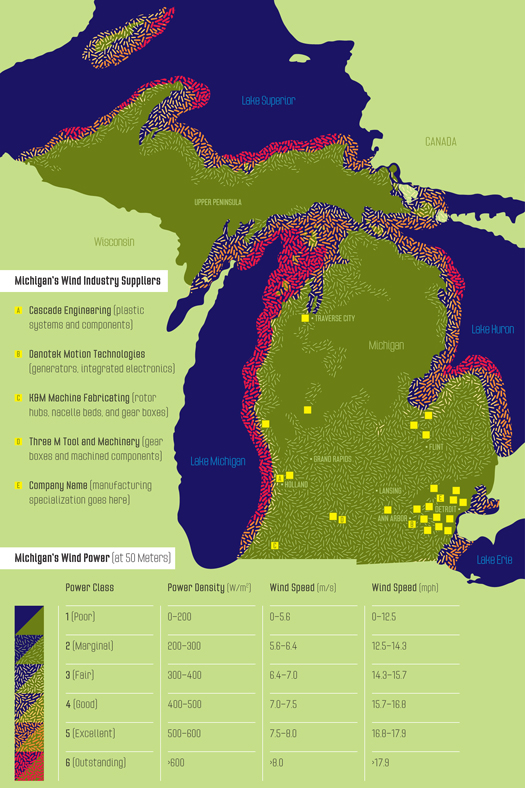 Lake Superior
CANADA
UPPER PENINSULA
Wisconsin
Michigan's Wind Industry Suppliers
A Cascade Engineering (plastic
systems and components)
B Danotek Motion Technologies
(generators, integrated electronics)
C K&M Machine Fabricating (rotor
hubs, nacelle beds, and gear boxes)
D Three M Tool and Machinery (gear
boxes and machined components)
E Company Name (manufacturing
specialization goes here)
TRAVERSE CITY
Lake Huron
Michigan
FLINT
Lake Michigan
GRAND RAPIDS
A
HOLLAND
LANSING
DETROIT
ANN ARBOR
B
C
Lake Erie
Michigan's Wind Power (at 50 Meters)
Power Class Power Density (W/m²) Wind Speed (m/s) Wind Speed (mph)
1 (Poor) 0–200 0–5.6 0–12.5
2 (Marginal) 200–300 5.6–6.4 12.5–14.3
3 (Fair) 300–400 6.4–7.0 14.3–15.7
4 (Good) 400–500 7.0–7.5 15.7–16.8
5 (Excellent) 500–600 7.5–8.0 16.8–17.9
6 (Outstanding) >600 >8.0 >17.9